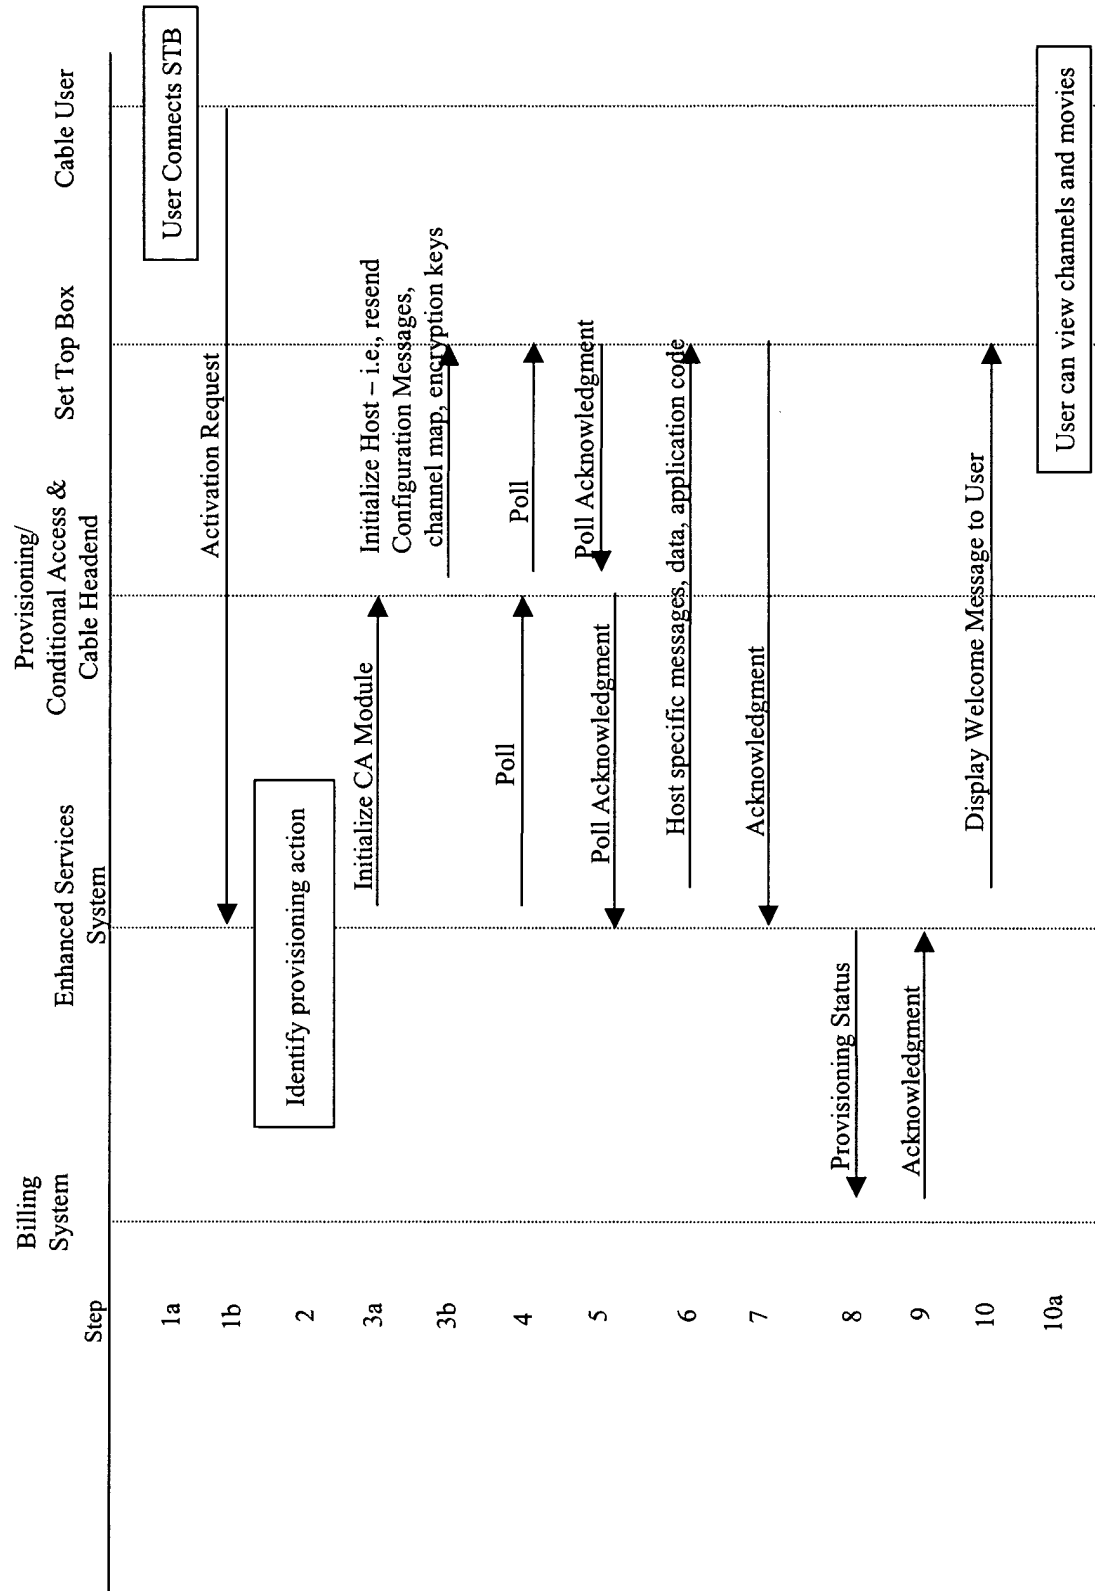 Step
Billing
System
Enhanced Services
System
Provisioning/
Conditional Access &
Cable Headend
Set Top Box
Cable User
1a
User Connects STB
1b
Activation Request
2
Identify provisioning action
3a
Initialize CA Module
3b
Initialize Host – i.e., resend
Configuration Messages,
channel map, encryption keys
4
Poll
Poll
5
Poll Acknowledgment
Poll Acknowledgment
6
Host specific messages, data, application code
7
Acknowledgment
8
Provisioning Status
9
Acknowledgment
10
Display Welcome Message to User
10a
User can view channels and movies